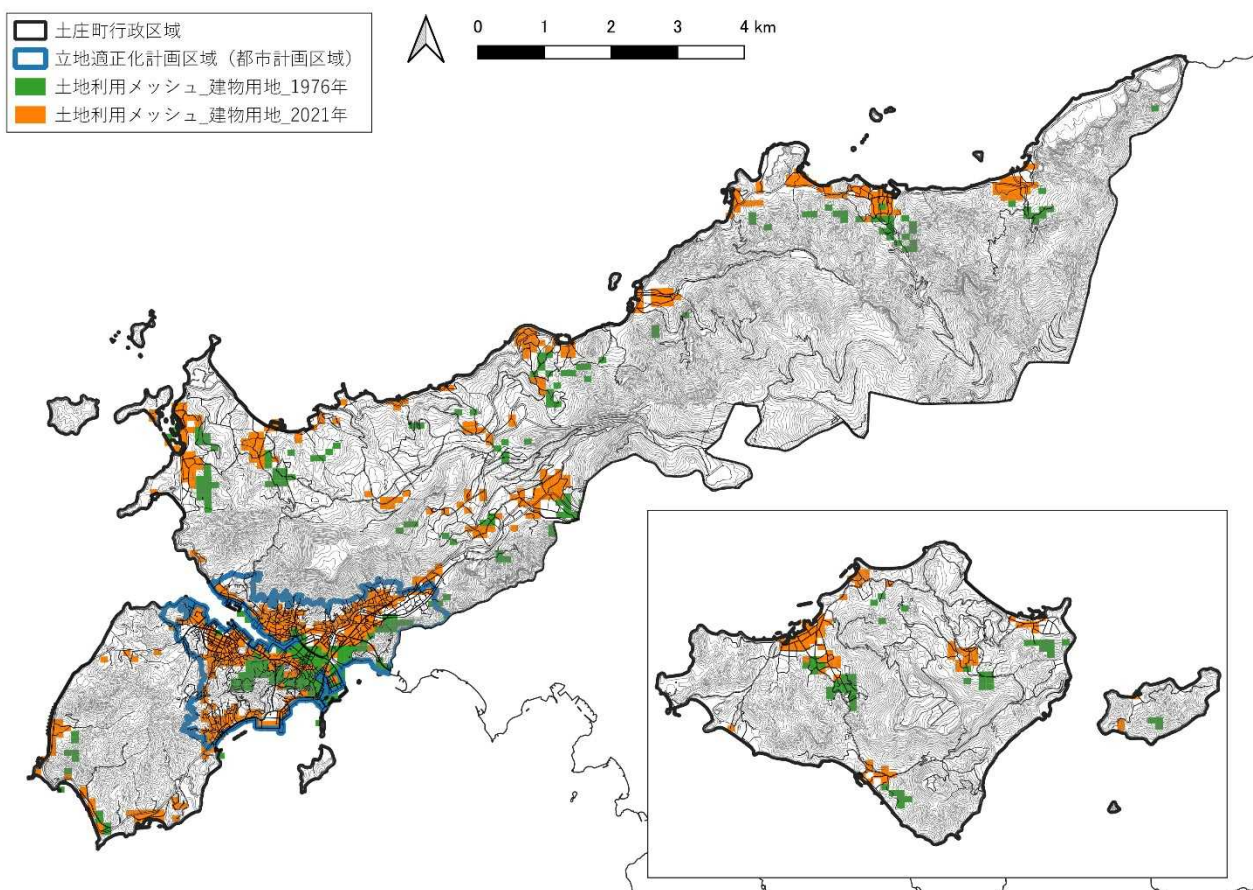 土庄町行政区域
立地適正化計画区域（都市計画区域）
土地利用メッシュ_建物用地_1976年
土地利用メッシュ_建物用地_2021年
0 1 2 3 4 km